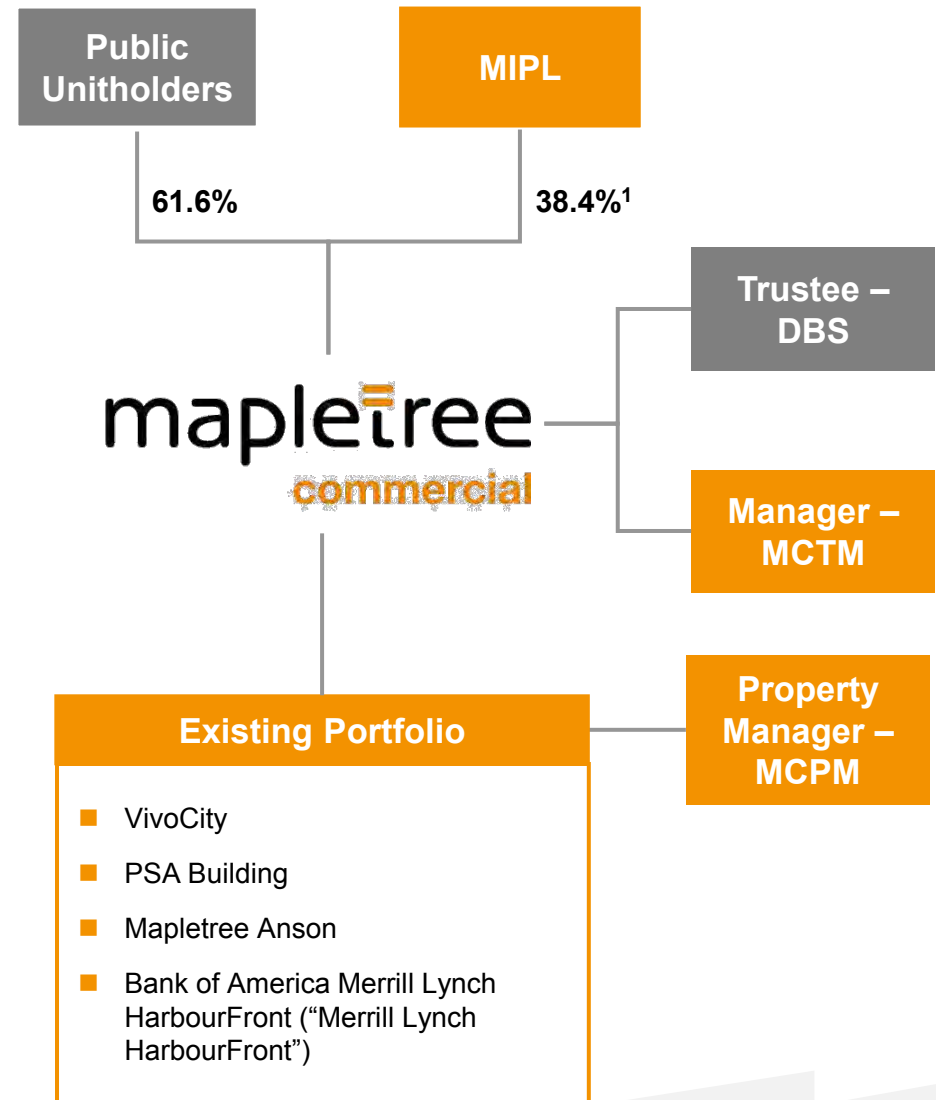 Public
Unitholders
MIPL
61.6%
38.4%¹
Trustee –
DBS
mapletree
commercial
Manager –
MCTM
Property
Manager –
MCPM
Existing Portfolio
VivoCity
PSA Building
Mapletree Anson
Bank of America Merrill Lynch
HarbourFront (“Merrill Lynch
HarbourFront”)